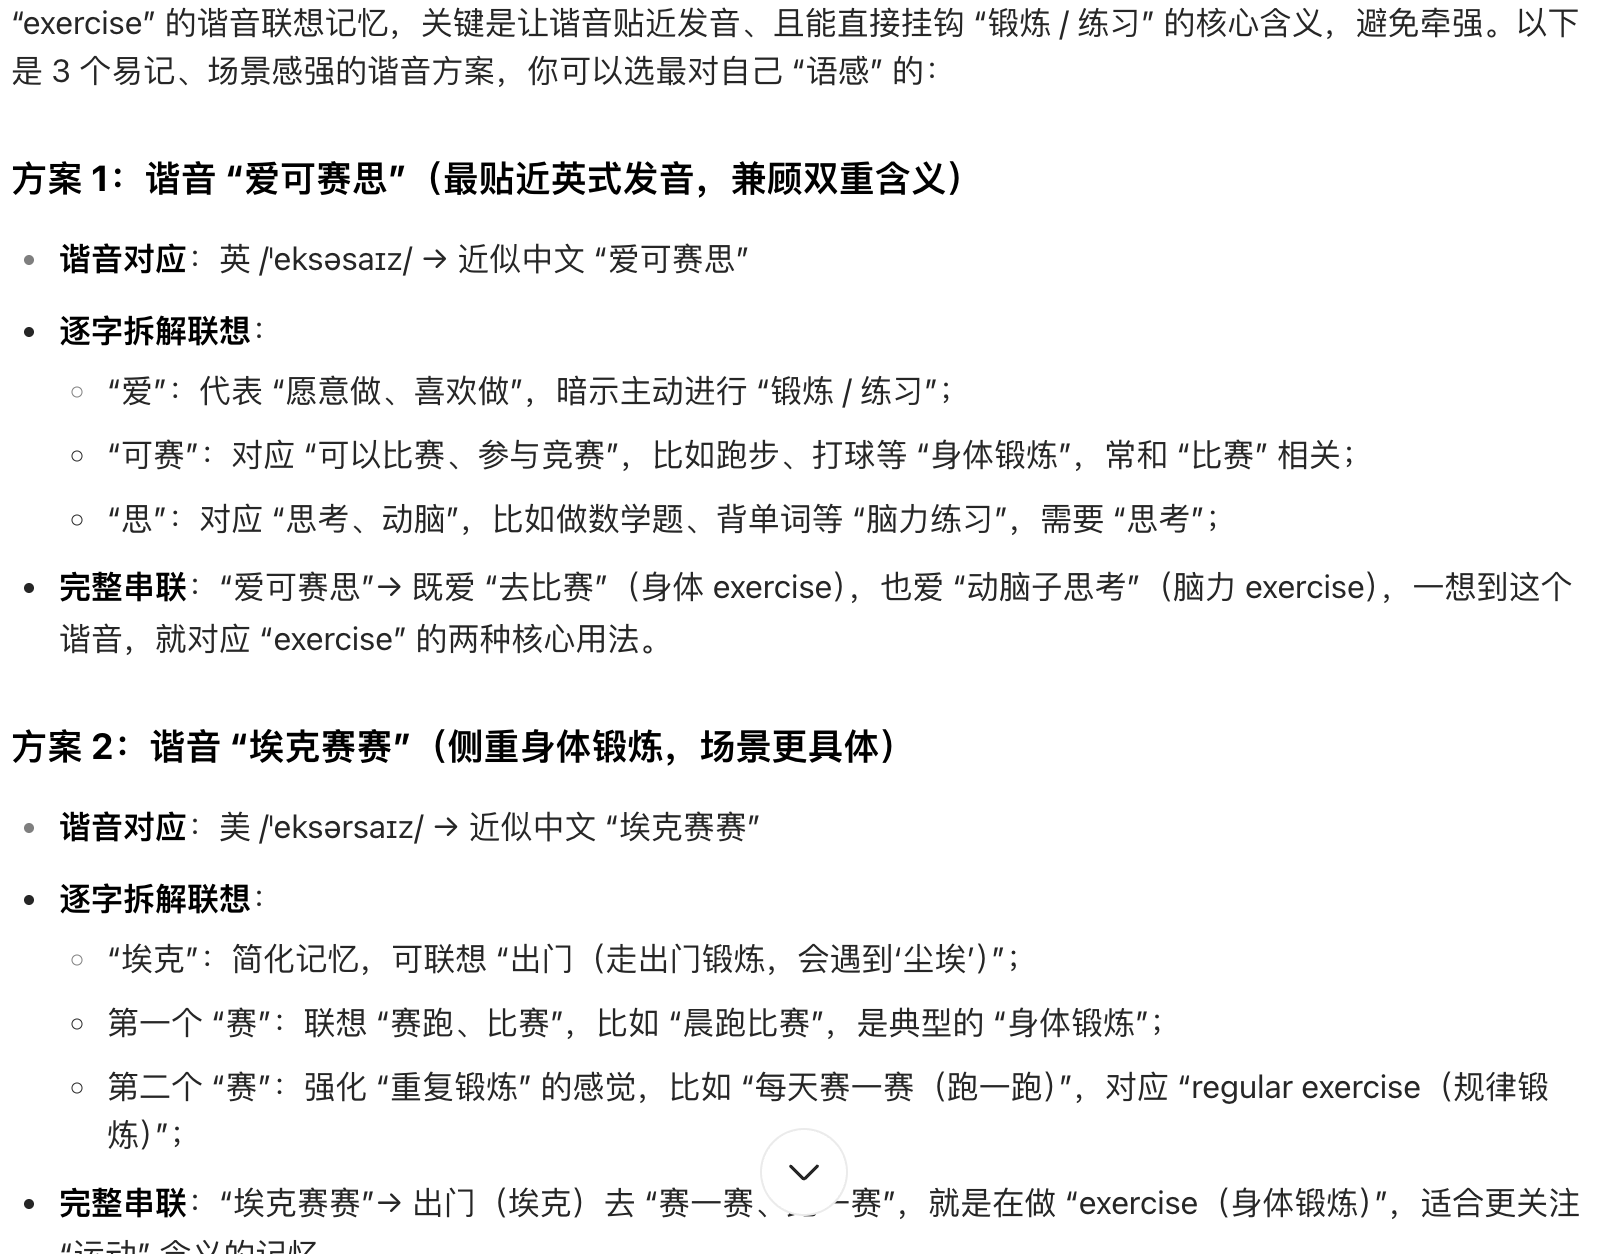 “exercise” 的谐音联想记忆，关键是让谐音贴近发音、且能直接挂钩 “锻炼 / 练习” 的核心含义，避免牵强。以下
是 3 个易记、场景感强的谐音方案，你可以选最对自己 “语感” 的：
方案 1：谐音 “爱可赛思”（最贴近英式发音，兼顾双重含义）
• 谐音对应：英 /ˈeksəsaɪz/ → 近似中文 “爱可赛思”
• 逐字拆解联想：
◦ “爱”：代表 “愿意做、喜欢做”，暗示主动进行 “锻炼 / 练习”；
◦ “可赛”：对应 “可以比赛、参与竞赛”，比如跑步、打球等 “身体锻炼”，常和 “比赛” 相关；
◦ “思”：对应 “思考、动脑”，比如做数学题、背单词等 “脑力练习”，需要 “思考”；
• 完整串联：“爱可赛思”→ 既爱 “去比赛”（身体 exercise），也爱 “动脑子思考”（脑力 exercise），一想到这个
谐音，就对应 “exercise” 的两种核心用法。
方案 2：谐音 “埃克赛赛”（侧重身体锻炼，场景更具体）
• 谐音对应：美 /ˈeksərsaɪz/ → 近似中文 “埃克赛赛”
• 逐字拆解联想：
◦ “埃克”：简化记忆，可联想 “出门（走出门锻炼，会遇到‘尘埃’）”；
◦ 第一个 “赛”：联想 “赛跑、比赛”，比如 “晨跑比赛”，是典型的 “身体锻炼”；
◦ 第二个 “赛”：强化 “重复锻炼” 的感觉，比如 “每天赛一赛（跑一跑）”，对应 “regular exercise（规律锻
炼）”；
• 完整串联：“埃克赛赛”→ 出门（埃克）去 “赛一赛、一赛”，就是在做 “exercise（身体锻炼）”，适合更关注
“运动” 含义的记忆